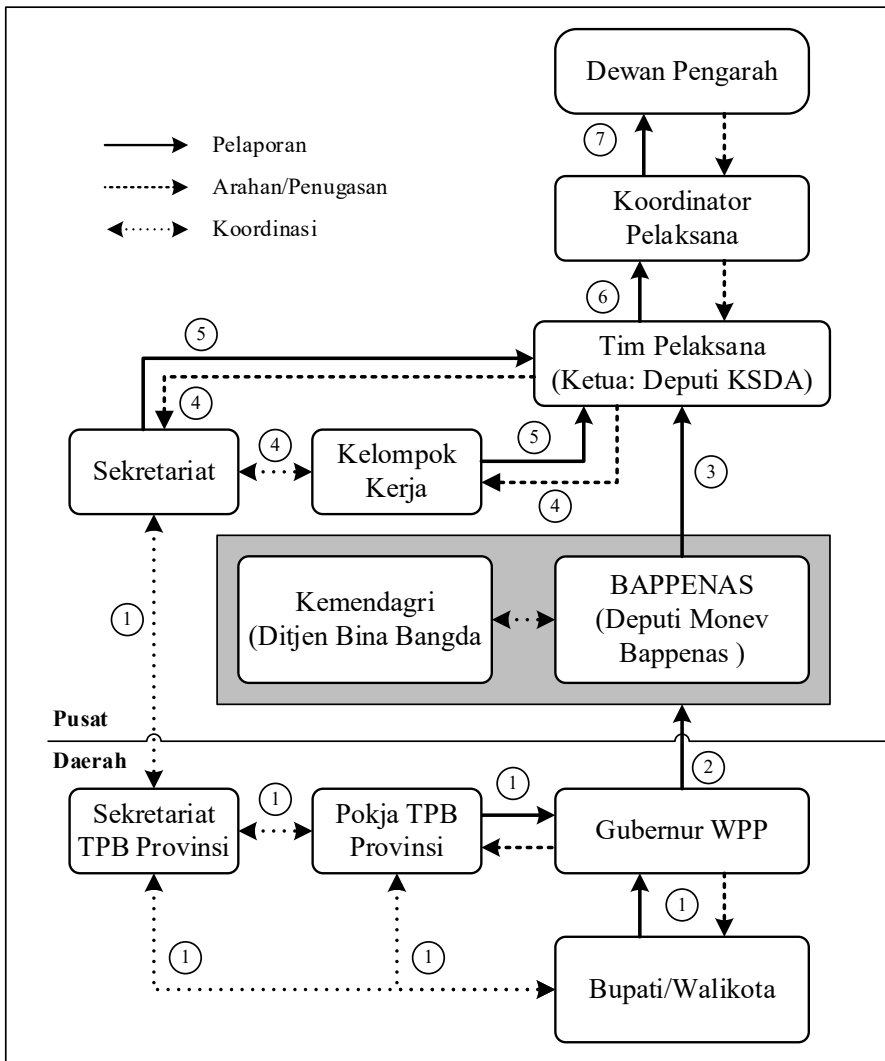 Dewan Pengarah
7
Pelaporan
Arahan/Penugasan
Koordinasi
Koordinator
Pelaksana
6
5
Tim Pelaksana
(Ketua: Deputi KSDA)
4
Sekretariat
4
Kelompok
Kerja
5
4
3
Kemendagri
(Ditjen Bina Bangda
BAPPENAS
(Deputi Monev
Bappenas )
1
Pusat
Daerah
2
Sekretariat
TPB Provinsi
1
Pokja TPB
Provinsi
1
Gubernur WPP
1
1
1
Bupati/Walikota